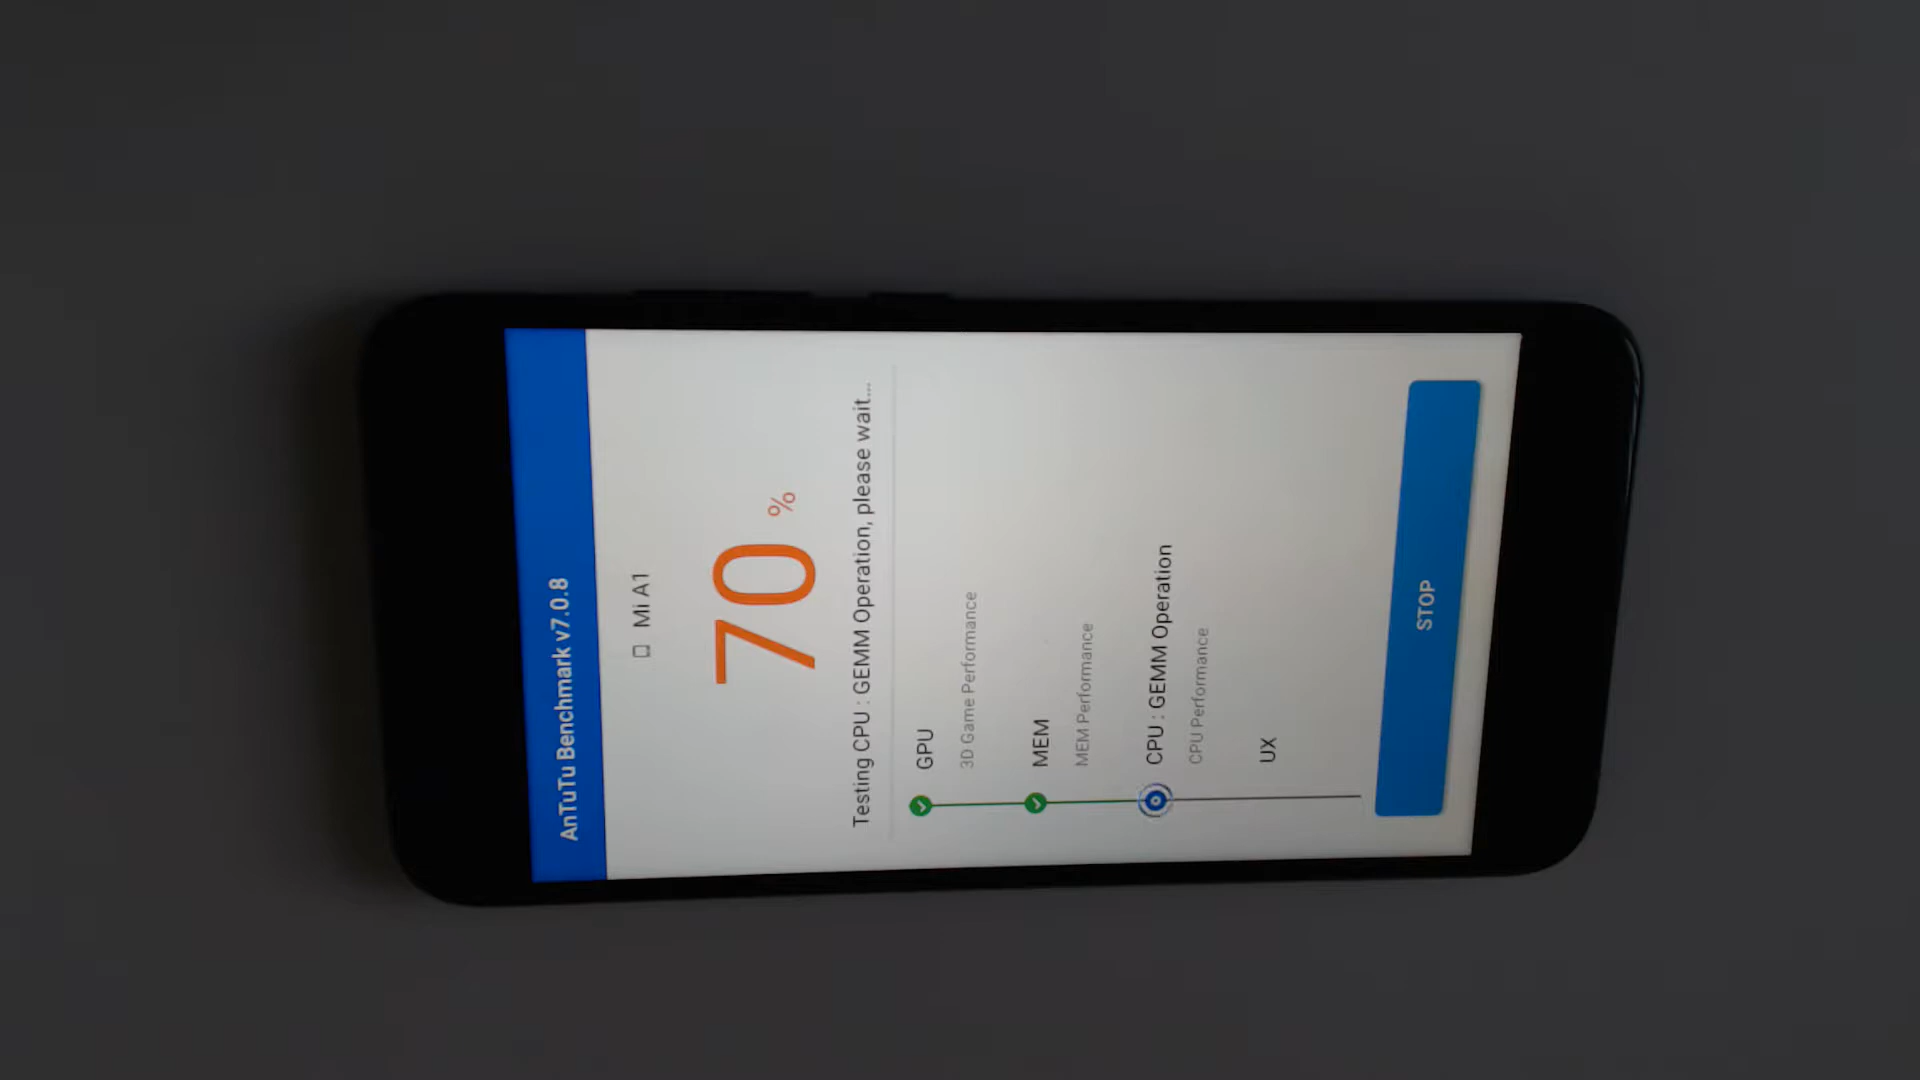 AnTuTu Benchmark v7.0.8
Mi A1
70 %
Testing CPU : GEMM Operation, please wait...
GPU
3D Game Performance
MEM
MEM Performance
CPU : GEMM Operation
CPU Performance
UX
STOP